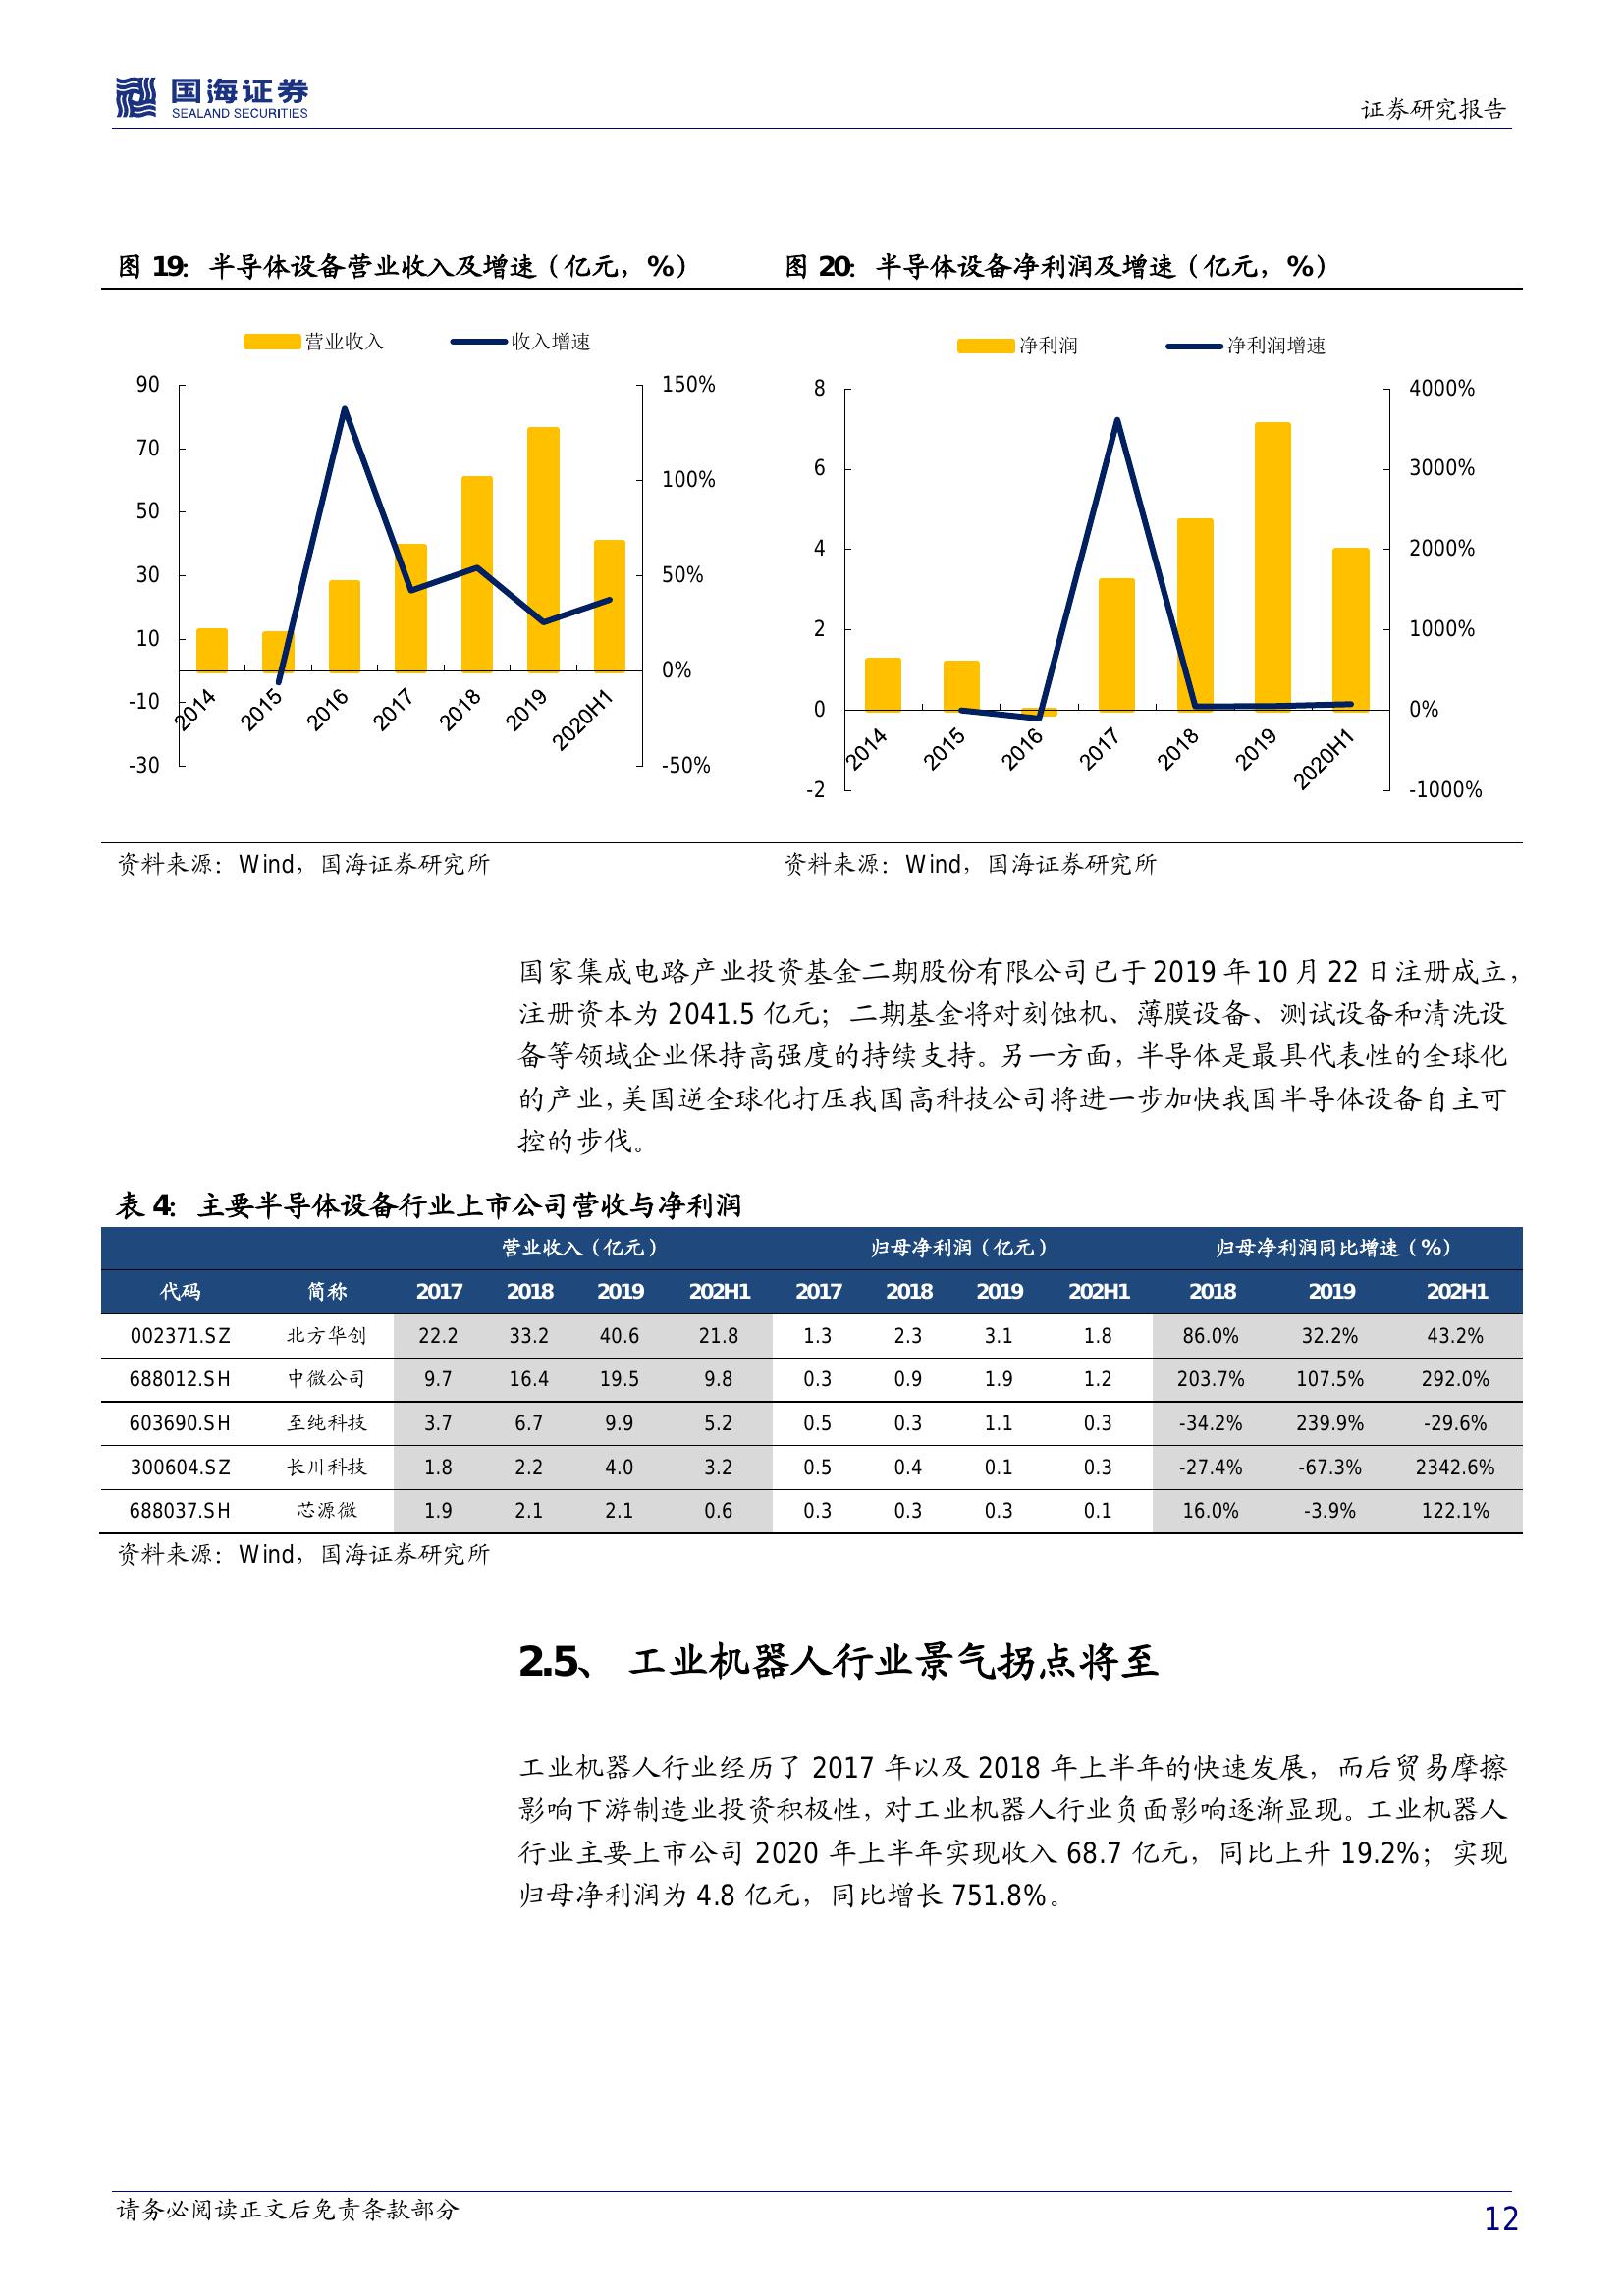 国海证券
SEALAND SECURITIES
证券研究报告
图 19: 半导体设备营业收入及增速（亿元，%）
营业收入 收入增速
90
70
50
30
10
-10
-30
150%
100%
50%
0%
-50%
2014 2015 2016 2017 2018 2019 2020H1
资料来源：Wind，国海证券研究所
图 20: 半导体设备净利润及增速（亿元，%）
净利润 净利润增速
8
6
4
2
0
-2
4000%
3000%
2000%
1000%
0%
-1000%
2014 2015 2016 2017 2018 2019 2020H1
资料来源：Wind，国海证券研究所
国家集成电路产业投资基金二期股份有限公司已于 2019 年 10 月 22 日注册成立，
注册资本为 2041.5 亿元；二期基金将对刻蚀机、薄膜设备、测试设备和清洗设
备等领域企业保持高强度的持续支持。另一方面，半导体是最具代表性的全球化
的产业，美国逆全球化打压我国高科技公司将进一步加快我国半导体设备自主可
控的步伐。
表 4: 主要半导体设备行业上市公司营收与净利润
营业收入（亿元） 归母净利润（亿元） 归母净利润同比增速（%）
代码 简称 2017 2018 2019 202H1 2017 2018 2019 202H1 2018 2019 202H1
002371.SZ 北方华创 22.2 33.2 40.6 21.8 1.3 2.3 3.1 1.8 86.0% 32.2% 43.2%
688012.SH 中微公司 9.7 16.4 19.5 9.8 0.3 0.9 1.9 1.2 203.7% 107.5% 292.0%
603690.SH 至纯科技 3.7 6.7 9.9 5.2 0.5 0.3 1.1 0.3 -34.2% 239.9% -29.6%
300604.SZ 长川科技 1.8 2.2 4.0 3.2 0.5 0.4 0.1 0.3 -27.4% -67.3% 2342.6%
688037.SH 芯源微 1.9 2.1 2.1 0.6 0.3 0.3 0.3 0.1 16.0% -3.9% 122.1%
资料来源：Wind，国海证券研究所
2.5、 工业机器人行业景气拐点将至
工业机器人行业经历了 2017 年以及 2018 年上半年的快速发展，而后贸易摩擦
影响下游制造业投资积极性，对工业机器人行业负面影响逐渐显现。工业机器人
行业主要上市公司 2020 年上半年实现收入 68.7 亿元，同比上升 19.2%；实现
归母净利润为 4.8 亿元，同比增长 751.8%。
请务必阅读正文后免责条款部分
12